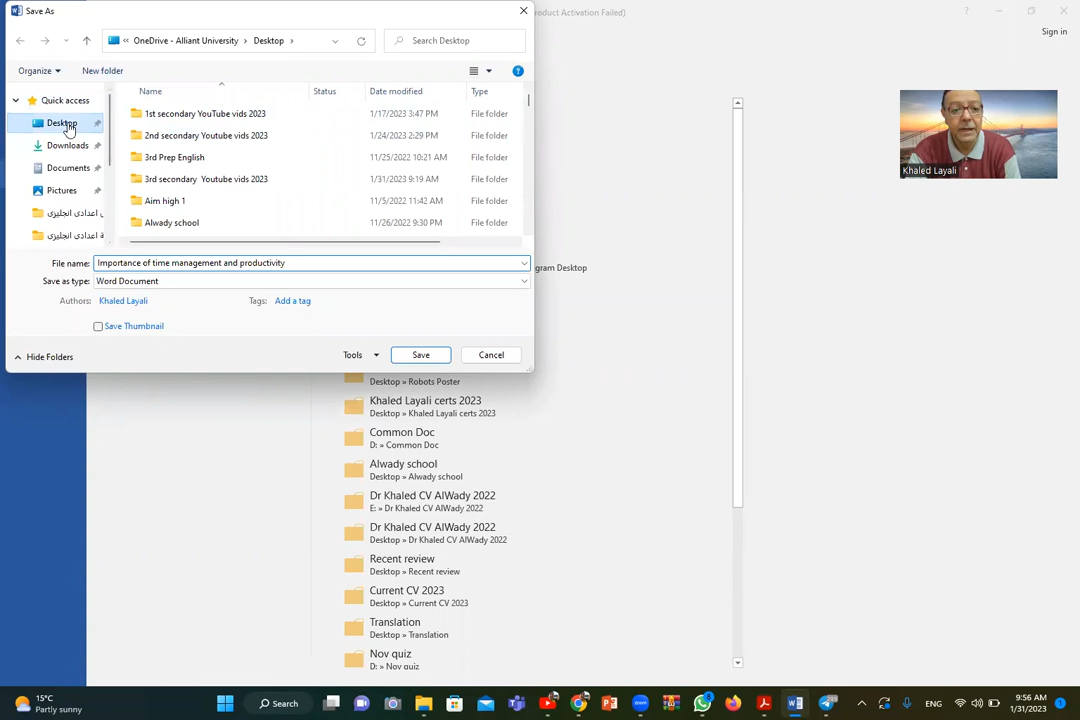 Save As
roduct Activation Failed)
Sign in
« OneDrive - Alliant University › Desktop ›
Search Desktop
Organize
New folder
Name
Status
Date modified
Type
Quick access
Desktop
Downloads
Documents
Pictures
اعدادى انجليزى
ة اعدادى انجليزى
1st secondary YouTube vids 2023 1/17/2023 3:47 PM File folder
2nd secondary Youtube vids 2023 1/24/2023 2:29 PM File folder
3rd Prep English 11/25/2022 10:21 AM File folder
3rd secondary Youtube vids 2023 1/31/2023 9:19 AM File folder
Aim high 1 11/5/2022 11:42 AM File folder
Alwady school 11/26/2022 9:30 PM File folder
Khaled Layali
File name: Importance of time management and productivity
gram Desktop
Save as type: Word Document
Authors: Khaled Layali
Tags: Add a tag
Save Thumbnail
Hide Folders
Tools
Save
Cancel
Desktop » Robots Poster
Khaled Layali certs 2023
Desktop » Khaled Layali certs 2023
Common Doc
D: » Common Doc
Alwady school
Desktop » Alwady school
Dr Khaled CV AlWady 2022
E: » Dr Khaled CV AlWady 2022
Dr Khaled CV AlWady 2022
Desktop » Dr Khaled CV AlWady 2022
Recent review
Desktop » Recent review
Current CV 2023
Desktop » Current CV 2023
Translation
Desktop » Translation
Nov quiz
D: » Nov quiz
15°C
Partly sunny
Search
ENG
9:56 AM
1/31/2023